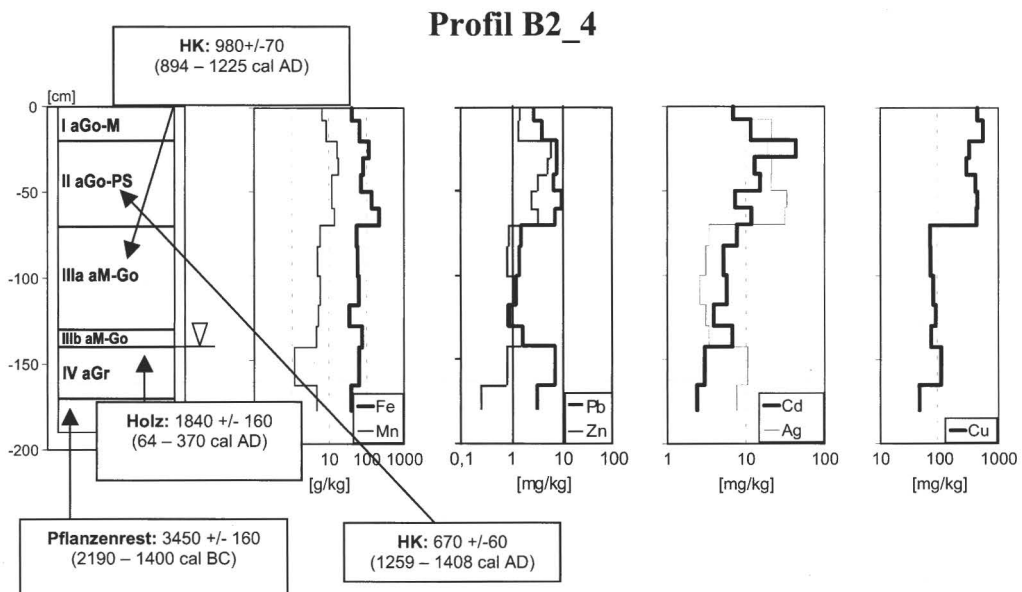 Profil B2_4
HK: 980+/-70
(894 – 1225 cal AD)
[cm]
0
-50
-100
-150
-200
I aGo-M
II aGo-PS
IIIa aM-Go
IIIb aM-Go
IV aGr
Holz: 1840 +/- 160
(64 – 370 cal AD)
Pflanzenrest: 3450 +/- 160
(2190 – 1400 cal BC)
HK: 670 +/-60
(1259 – 1408 cal AD)
Fe
Mn
10 100 1000
[g/kg]
Pb
Zn
0,1 1 10 100
[mg/kg]
Cd
Ag
1 10 100
[mg/kg]
Cu
10 100 1000
[mg/kg]